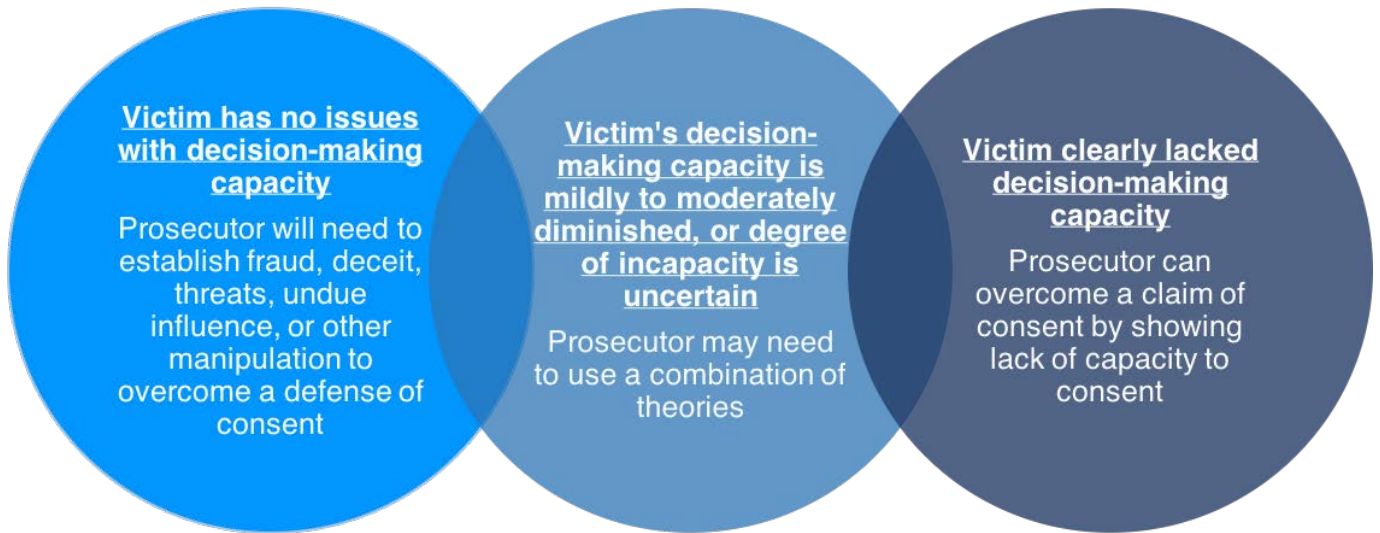 Victim has no issues
with decision-making
capacity
Prosecutor will need to
establish fraud, deceit,
threats, undue
influence, or other
manipulation to
overcome a defense of
consent
Victim's decision-
making capacity is
mildly to moderately
diminished, or degree
of incapacity is
uncertain
Prosecutor may need
to use a combination of
theories
Victim clearly lacked
decision-making
capacity
Prosecutor can
overcome a claim of
consent by showing
lack of capacity to
consent